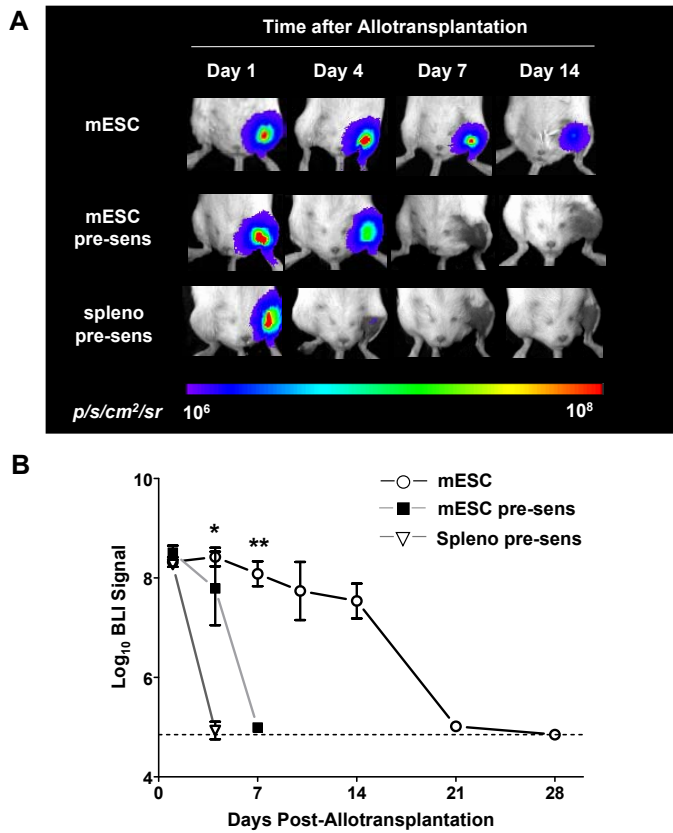 A
Time after Allotransplantation
Day 1 Day 4 Day 7 Day 14
mESC
mESC
pre-sens
spleno
pre-sens
p/s/cm²/sr 10⁶ 10⁸
B
mESC
mESC pre-sens
Spleno pre-sens
* **
10
8
6
4
Log₁₀ BLI Signal
0 7 14 21 28
Days Post-Allotransplantation